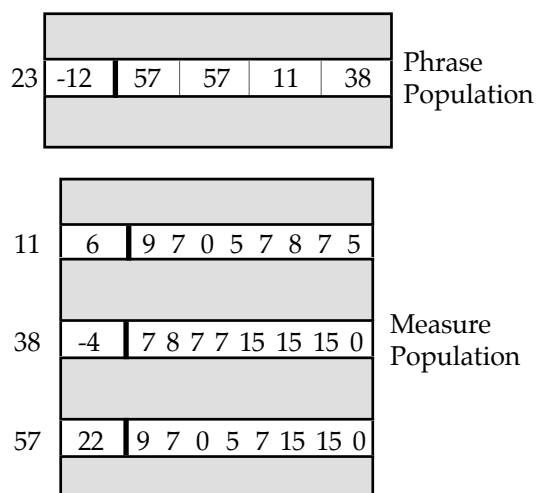 23 -12 57 57 11 38
Phrase
Population
11 6 9 7 0 5 7 8 7 5
38 -4 7 8 7 7 15 15 15 0
Measure
Population
57 22 9 7 0 5 7 15 15 0